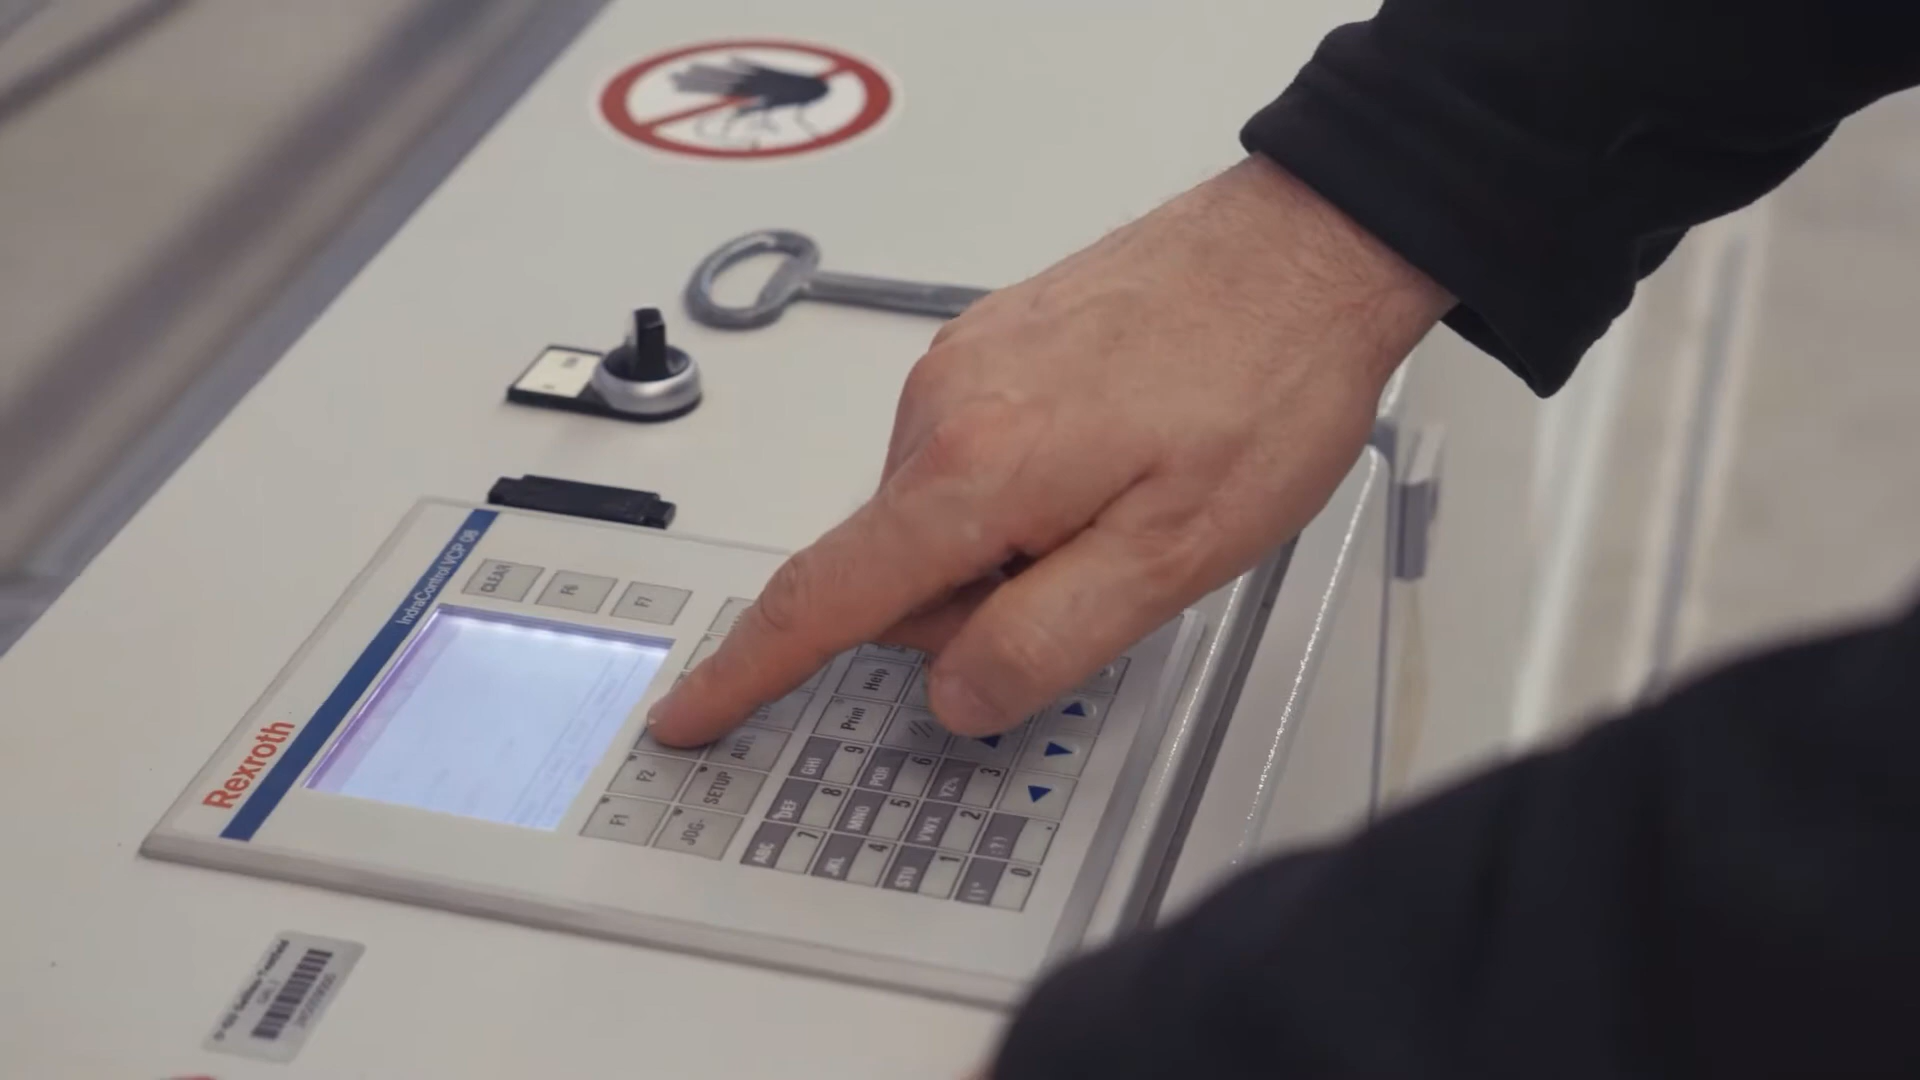 Rexroth
IndraControl VCP 08
CLEAR
F6
F7
F2
F1
AUTO
SETUP
JOG-
Help
Print
GHI 9
PQR 6
YZ% 3
DEF 8
MNO 5
VWX 2
ABC 7
JKL 4
STU 1
:?! .
0